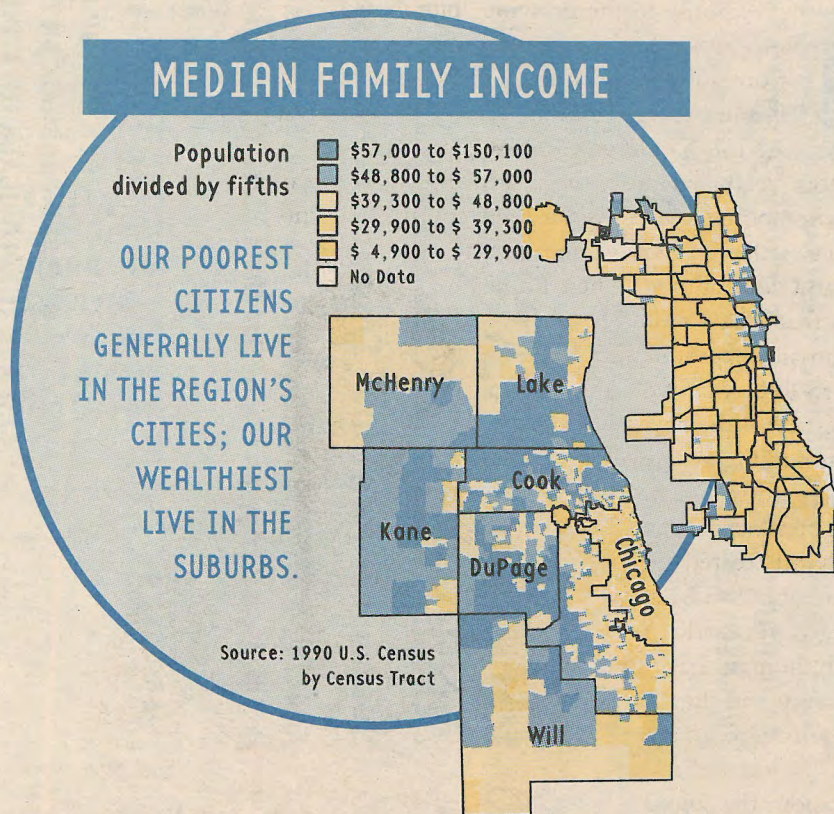 MEDIAN FAMILY INCOME
Population
divided by fifths
$57,000 to $150,100
$48,800 to $ 57,000
$39,300 to $ 48,800
$29,900 to $ 39,300
$ 4,900 to $ 29,900
No Data
OUR POOREST
CITIZENS
GENERALLY LIVE
IN THE REGION'S
CITIES; OUR
WEALTHIEST
LIVE IN THE
SUBURBS.
McHenry
Lake
Cook
Kane
DuPage
Chicago
Will
Source: 1990 U.S. Census
by Census Tract